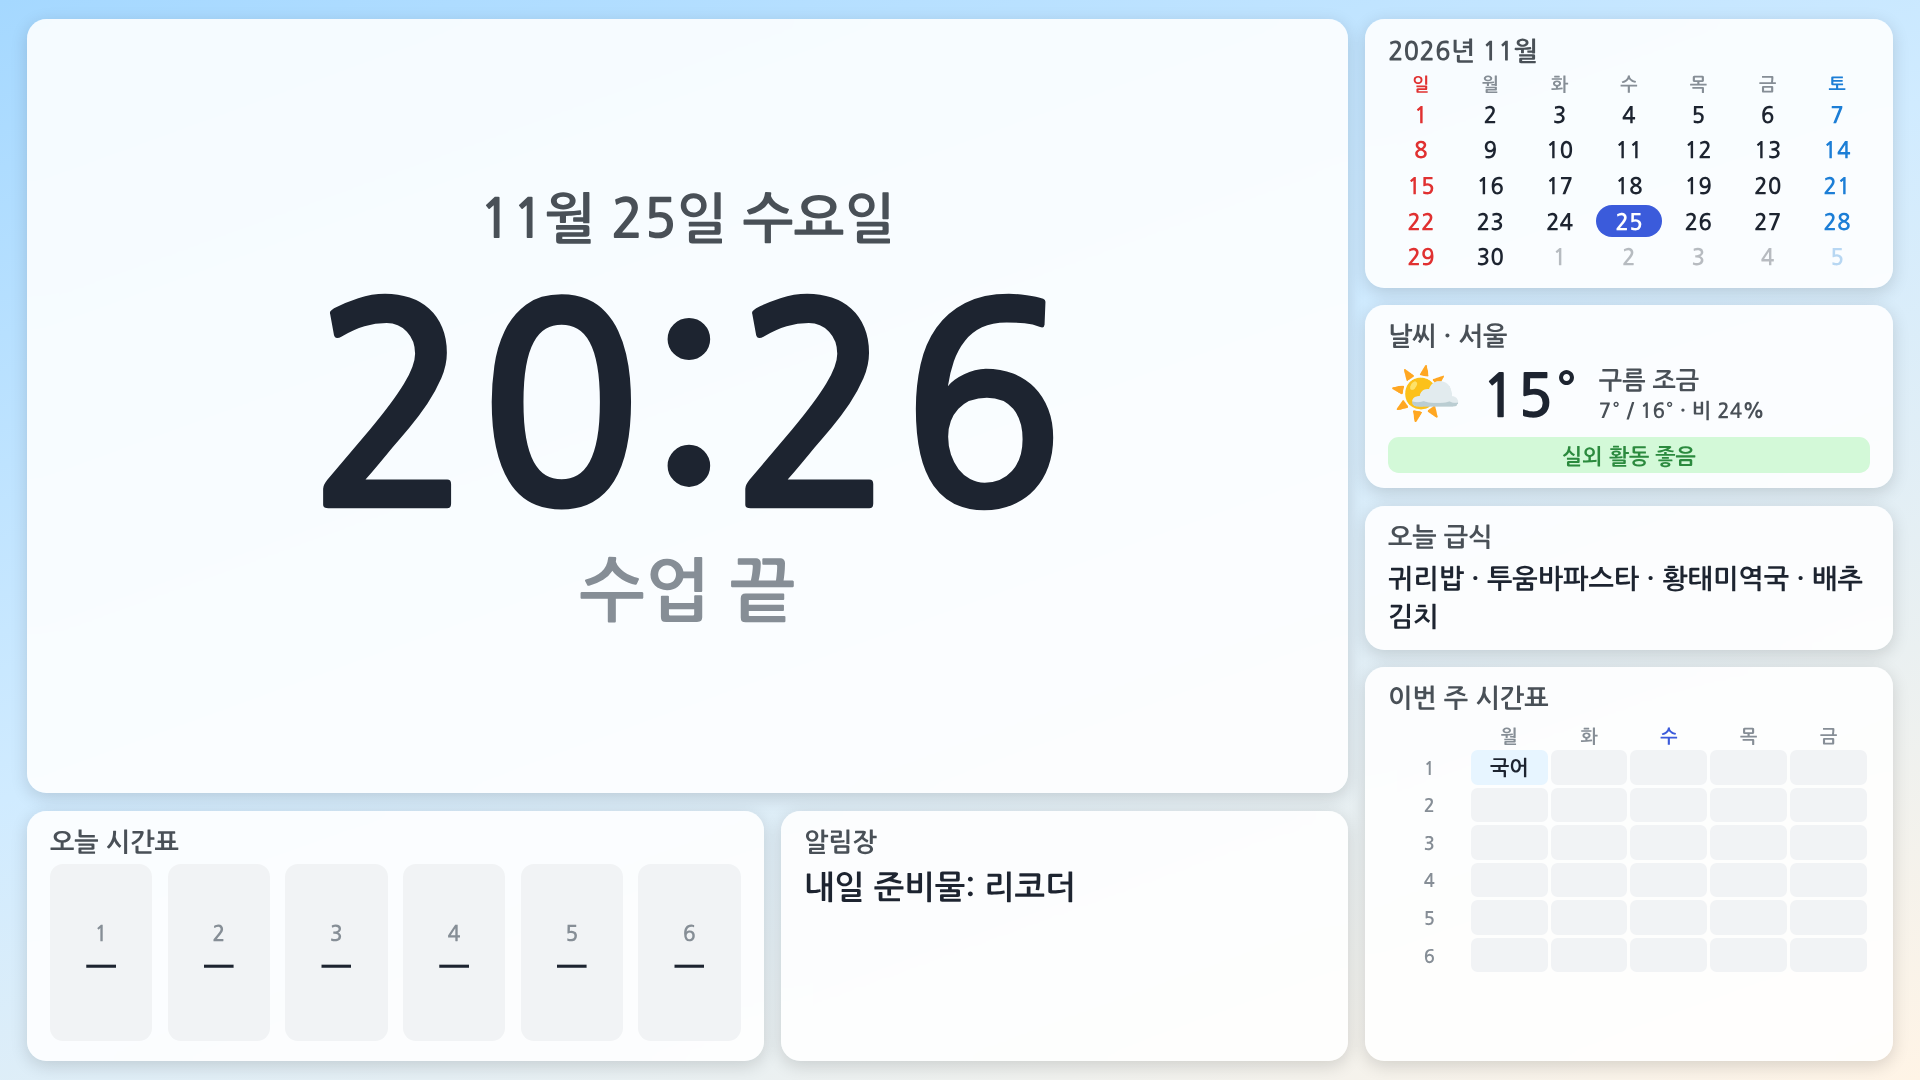 11월 25일 수요일
20:26
수업 끝
오늘 시간표
1 2 3 4 5 6
— — — — — —
알림장
내일 준비물: 리코더
2026년 11월
일 월 화 수 목 금 토
1 2 3 4 5 6 7
8 9 10 11 12 13 14
15 16 17 18 19 20 21
22 23 24 25 26 27 28
29 30 1 2 3 4 5
날씨 · 서울
15° 구름 조금
7° / 16° · 비 24%
실외 활동 좋음
오늘 급식
귀리밥 · 투움바파스타 · 황태미역국 · 배추
김치
이번 주 시간표
월 화 수 목 금
1 국어
2
3
4
5
6